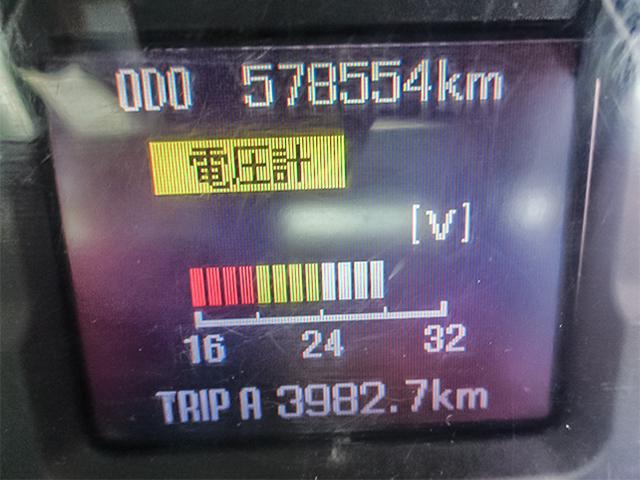 ODO 578554km
電圧計
[V]
16 24 32
TRIP A 3982.7km